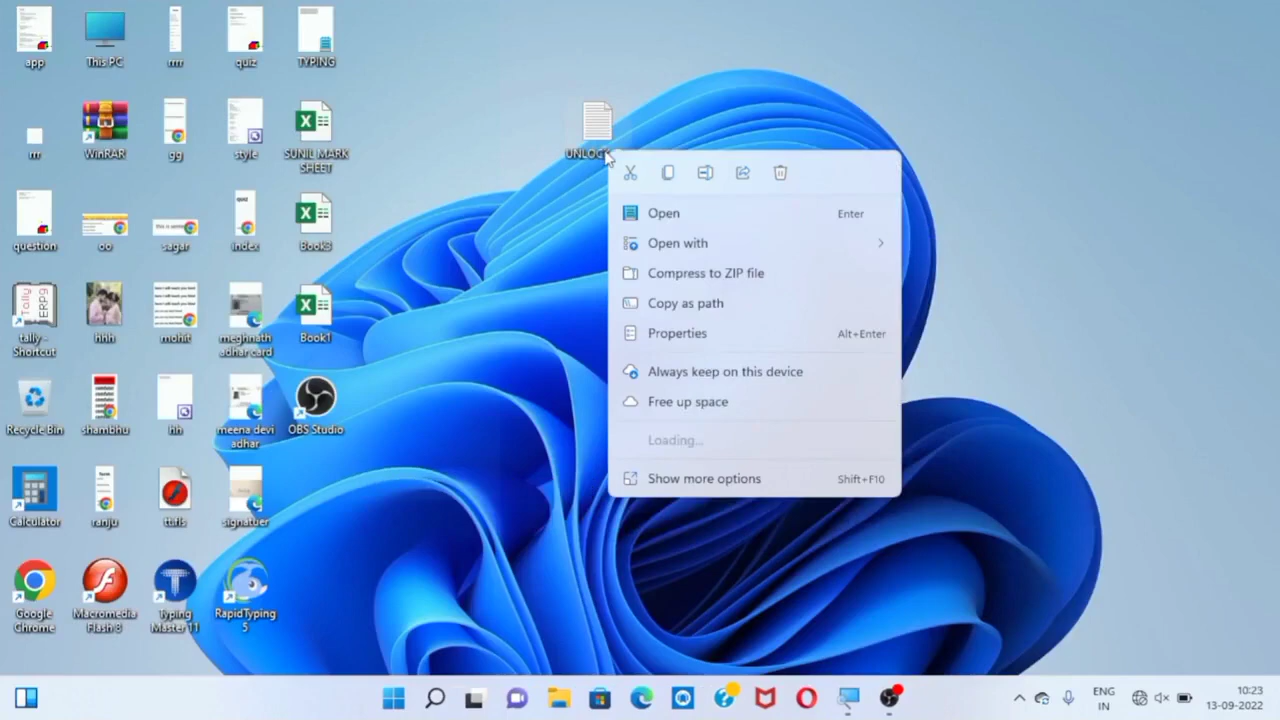 app
This PC
rrr
quiz
TYPING
rrr
WinRAR
gg
style
SUNIL MARK
SHEET
question
oo
sagar
index
Book3
tally -
Shortcut
hhh
mohit
meghnath
adhar card
Book1
Recycle Bin
shambhu
hh
meena devi
adhar
OBS Studio
Calculator
ranju
tt.fls
signatuer
Google
Chrome
Macromedia
Flash 8
Typing
Master 11
RapidTyping
5
Open Enter
Open with
Compress to ZIP file
Copy as path
Properties Alt+Enter
Always keep on this device
Free up space
Loading...
Show more options Shift+F10
ENG
IN
10:23
13-09-2022